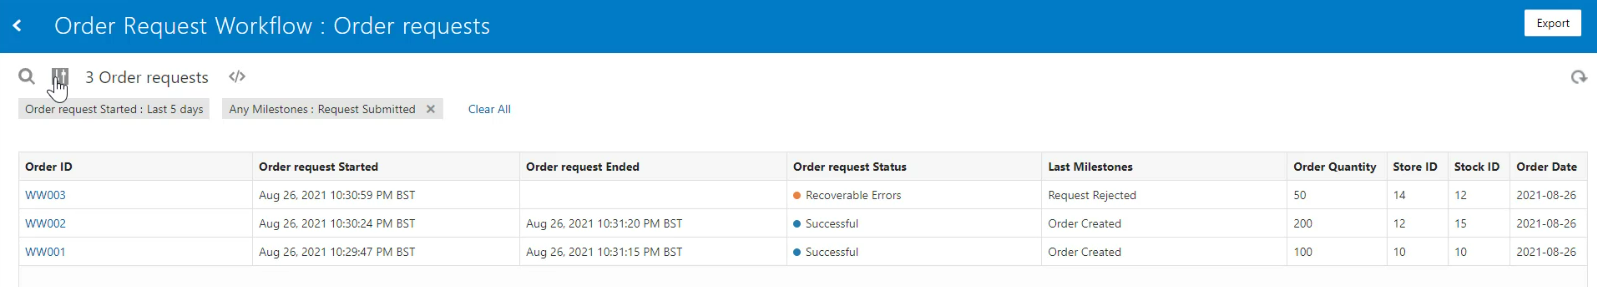 Order Request Workflow : Order requests
Export
3 Order requests </>
Order request Started : Last 5 days Any Milestones : Request Submitted Clear All
Order ID Order request Started Order request Ended Order request Status Last Milestones Order Quantity Store ID Stock ID Order Date
WW003 Aug 26, 2021 10:30:59 PM BST Recoverable Errors Request Rejected 50 14 12 2021-08-26
WW002 Aug 26, 2021 10:30:24 PM BST Aug 26, 2021 10:31:20 PM BST Successful Order Created 200 12 15 2021-08-26
WW001 Aug 26, 2021 10:29:47 PM BST Aug 26, 2021 10:31:15 PM BST Successful Order Created 100 10 10 2021-08-26